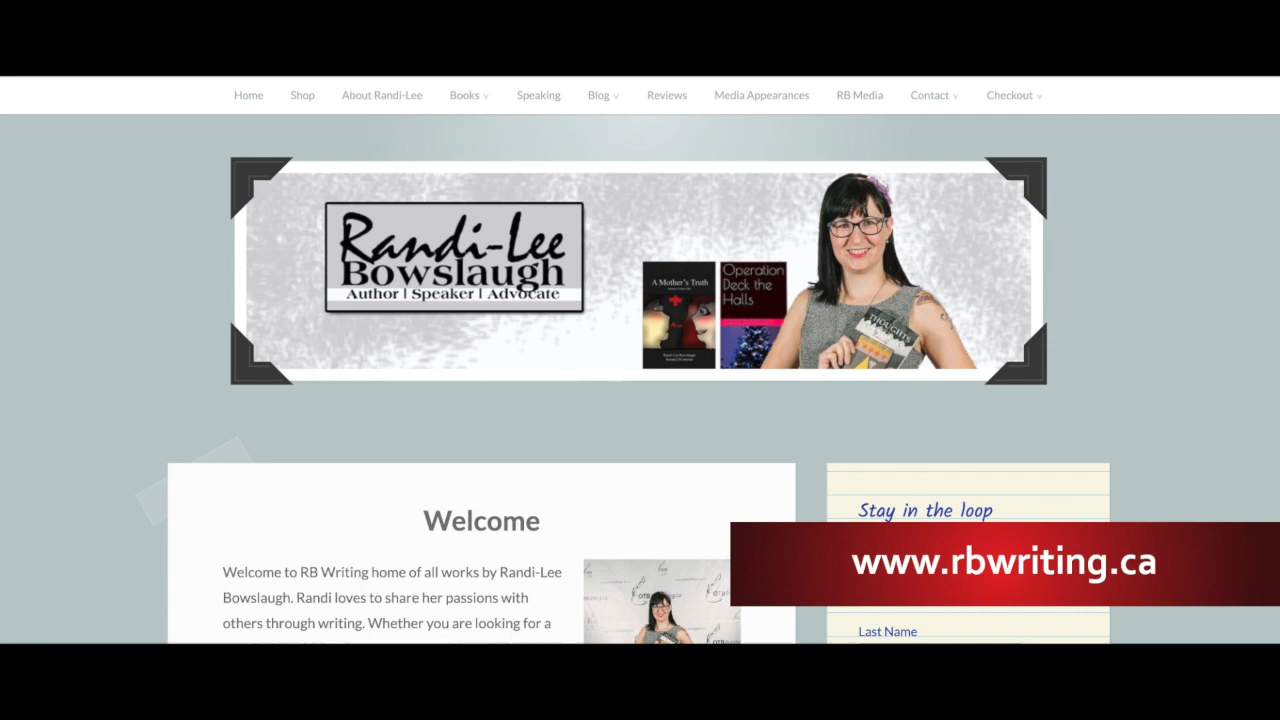 Home Shop About Randi-Lee Books Speaking Blog Reviews Media Appearances RB Media Contact Checkout
Randi-Lee
Bowslaugh
Author | Speaker | Advocate
A Mother's Truth
Operation
Deck the
Halls
THOUGHTS
Welcome
Welcome to RB Writing home of all works by Randi-Lee
Bowslaugh. Randi loves to share her passions with
others through writing. Whether you are looking for a
Stay in the loop
www.rbwriting.ca
Last Name